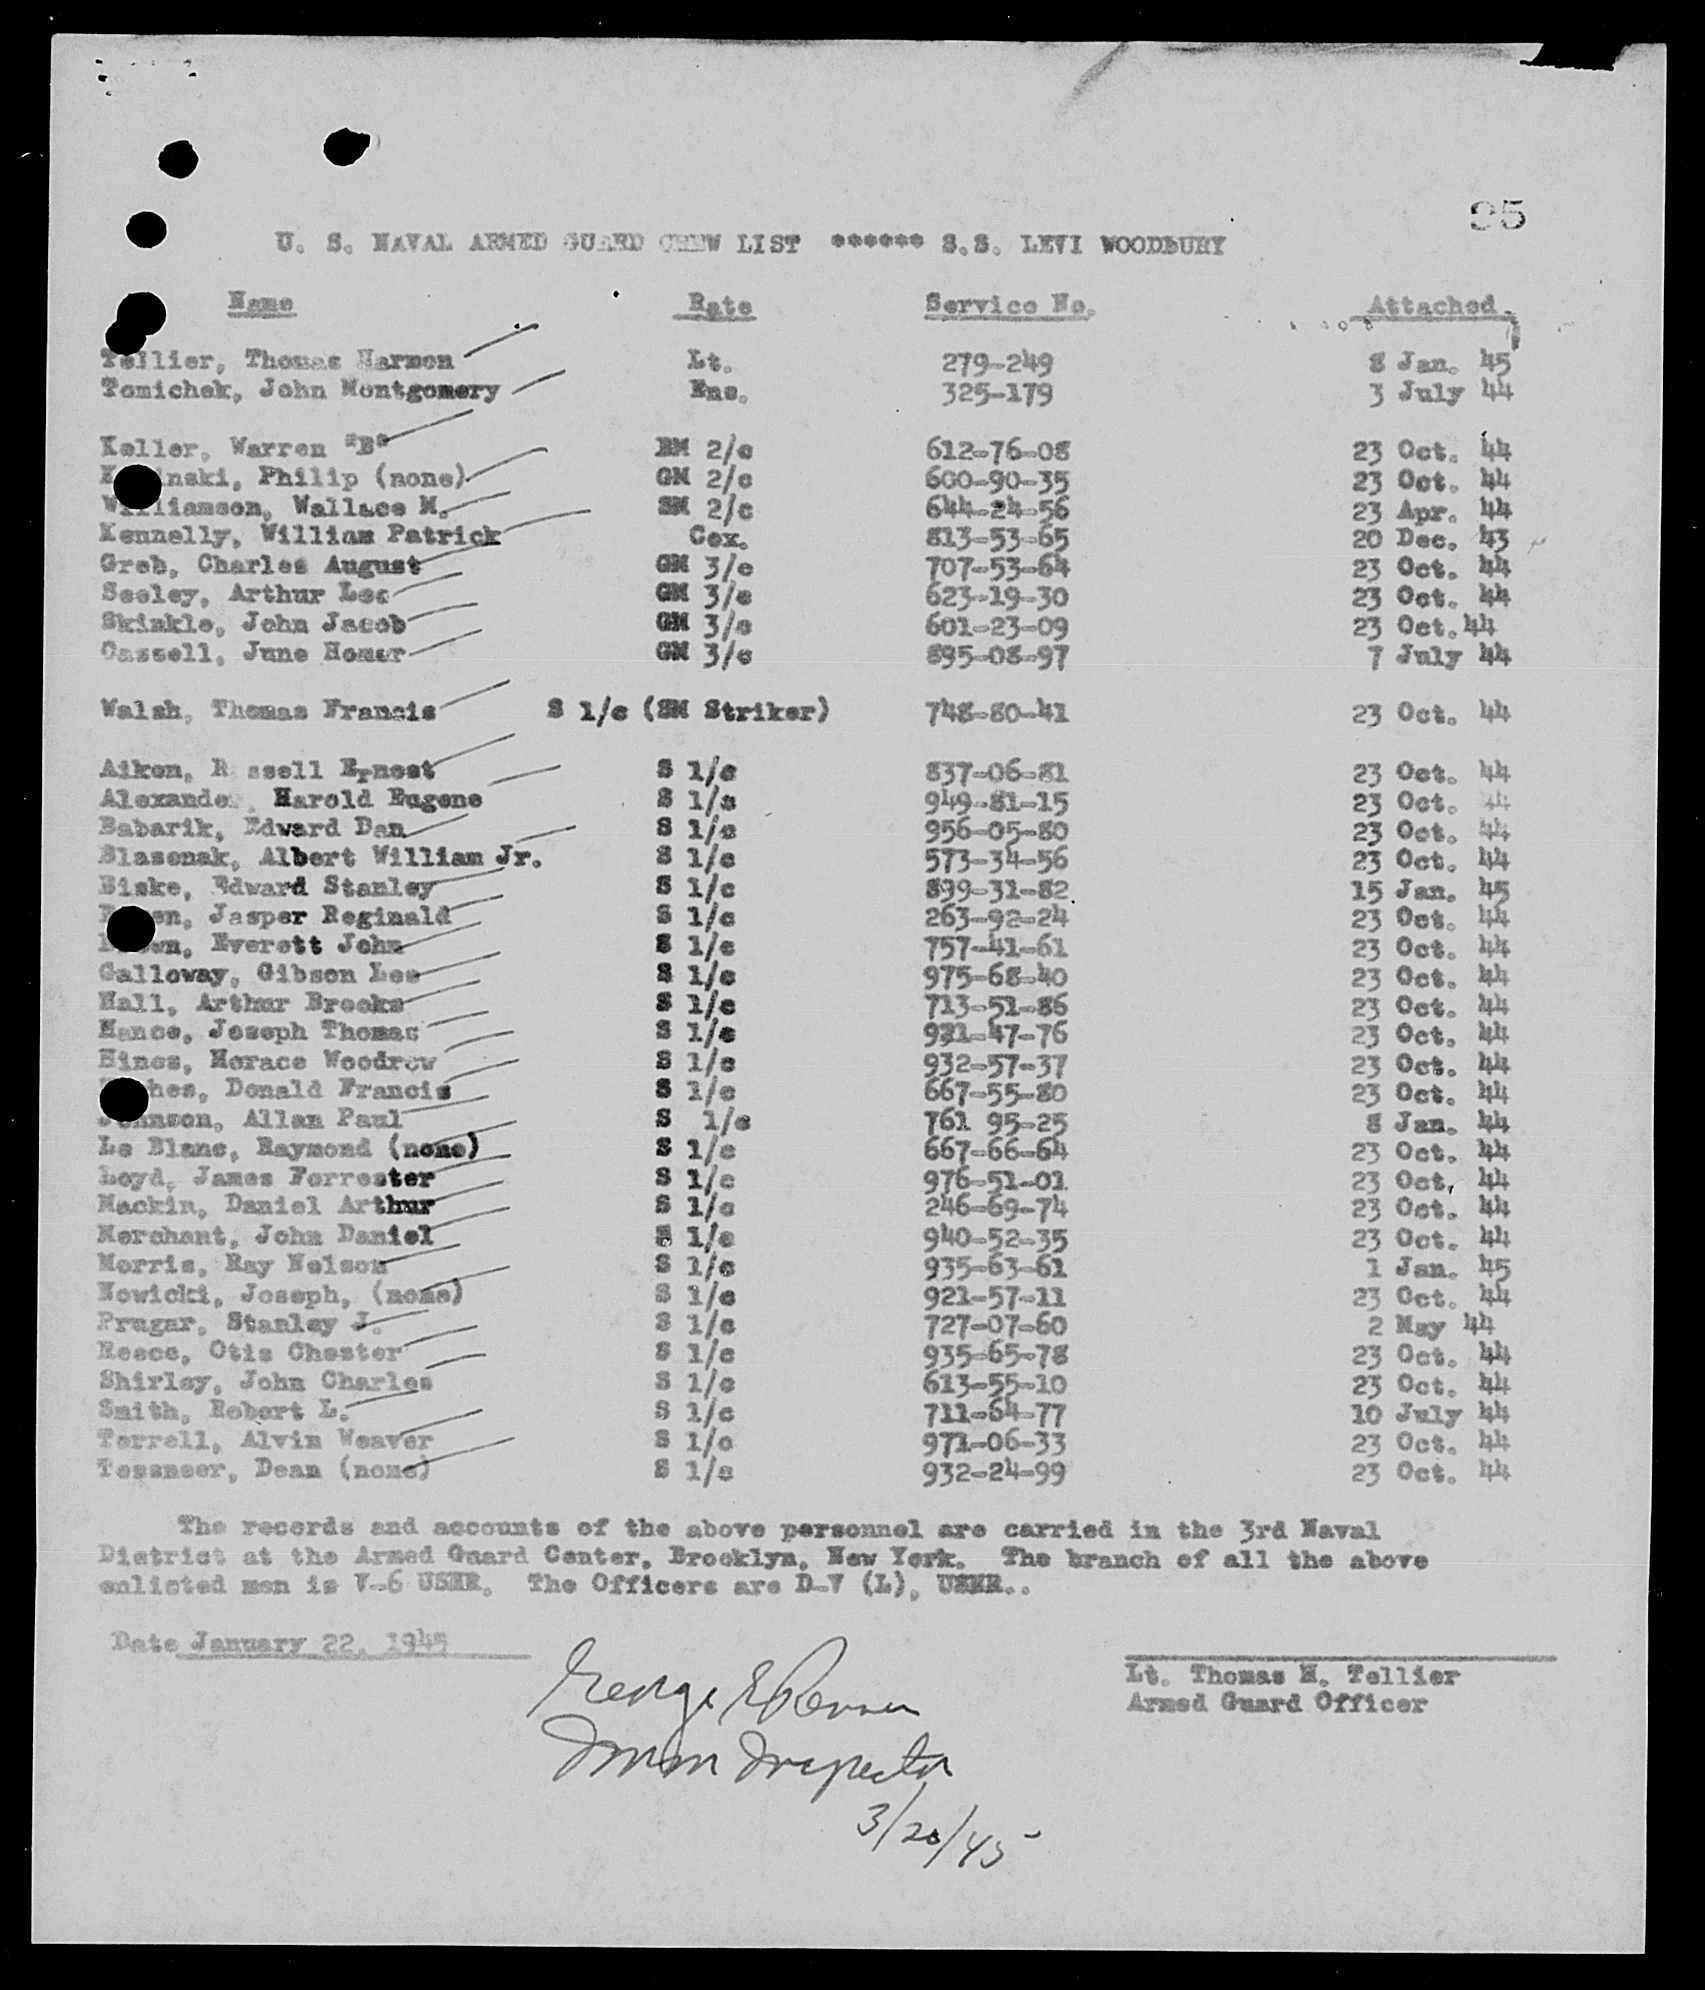 95
U. S. NAVAL ARMED GUARD CREW LIST ****** S.S. LEVI WOODBURY
Name Rate Service No. Attached
Tellier, Thomas Harmon Lt. 279-249 8 Jan. 45
Tomichek, John Montgomery Ens. 325-179 3 July 44
Keller, Warren "B" BM 2/c 612-76-08 23 Oct. 44
Philip (none) GM 2/c 600-90-35 23 Oct. 44
Williamson, Wallace M. SM 2/c 644-24-56 23 Apr. 44
Kennelly, William Patrick Cox. 813-53-65 20 Dec. 43
Greb, Charles August GM 3/c 707-53-64 23 Oct. 44
Seeley, Arthur Lee GM 3/c 623-19-30 23 Oct. 44
Skinkle, John Jacob GM 3/c 601-23-09 23 Oct.44
Cassell, June Homer GM 3/c 895-08-97 7 July 44
Walsh, Thomas Francis S 1/c (SM Striker) 748-80-41 23 Oct. 44
Aiken, R ssell Ernest S 1/c 837-06-81 23 Oct. 44
Alexander, Harold Eugene S 1/c 949-81-15 23 Oct. 44
Babarik, Edward Dan S 1/c 956-05-80 23 Oct. 44
Blasenak, Albert William Jr. S 1/c 573-34-56 23 Oct. 44
Biske, Edward Stanley S 1/c 899-31-82 15 Jan. 45
Jasper Reginald S 1/c 263-92-24 23 Oct. 44
Everett John S 1/c 757-41-61 23 Oct. 44
Galloway, Gibson Lee S 1/c 975-68-40 23 Oct. 44
Hall, Arthur Brooks S 1/c 713-51-86 23 Oct. 44
Hance, Joseph Thomas S 1/c 931-47-76 23 Oct. 44
Hines, Horace Woodrow S 1/c 932-57-37 23 Oct. 44
Hughes, Donald Francis S 1/c 667-55-80 23 Oct. 44
Johnson, Allan Paul S 1/c 761 95-25 8 Jan. 44
Le Blanc, Raymond (none) S 1/c 667-66-64 23 Oct. 44
Loyd, James Forrester S 1/c 976-51-01 23 Oct. 44
Mackin, Daniel Arthur S 1/c 246-69-74 23 Oct. 44
Merchant, John Daniel S 1/c 940-52-35 23 Oct. 44
Morris, Ray Nelson S 1/c 935-63-61 1 Jan. 45
Nowicki, Joseph, (none) S 1/c 921-57-11 23 Oct. 44
Prugar, Stanley J. S 1/c 727-07-60 2 May 44
Reece, Otis Chester S 1/c 935-65-78 23 Oct. 44
Shirley, John Charles S 1/c 613-55-10 23 Oct. 44
Smith, Robert L. S 1/c 711-64-77 10 July 44
Terrell, Alvin Weaver S 1/c 971-06-33 23 Oct. 44
Tessneer, Dean (none) S 1/c 932-24-99 23 Oct. 44
The records and accounts of the above personnel are carried in the 3rd Naval
District at the Armed Guard Center, Brooklyn, New York. The branch of all the above
enlisted men is V-6 USNR. The Officers are D-V (L), USNR..
Date January 22, 1945
Lt. Thomas H. Tellier
Armed Guard Officer
George
Imm Inspector
3/20/45